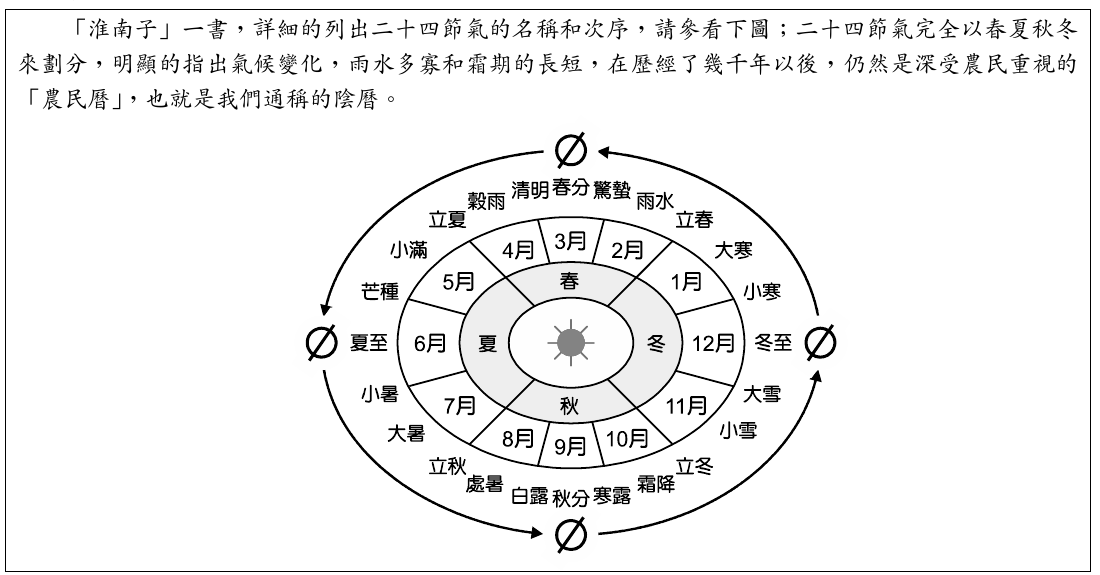 「淮南子」一書，詳細的列出二十四節氣的名稱和次序，請參看下圖；二十四節氣完全以春夏秋冬
來劃分，明顯的指出氣候變化，雨水多寡和霜期的長短，在歷經了幾千年以後，仍然是深受農民重視的
「農民曆」，也就是我們通稱的陰曆。
清明 春分 驚蟄
穀雨 雨水
立夏 立春
小滿 大寒
芒種 小寒
夏至 冬至
小暑 大雪
大暑 小雪
立秋 立冬
處暑 霜降
白露 秋分 寒露
4月 3月 2月
5月 1月
6月 12月
7月 11月
8月 9月 10月
春
夏 冬
秋